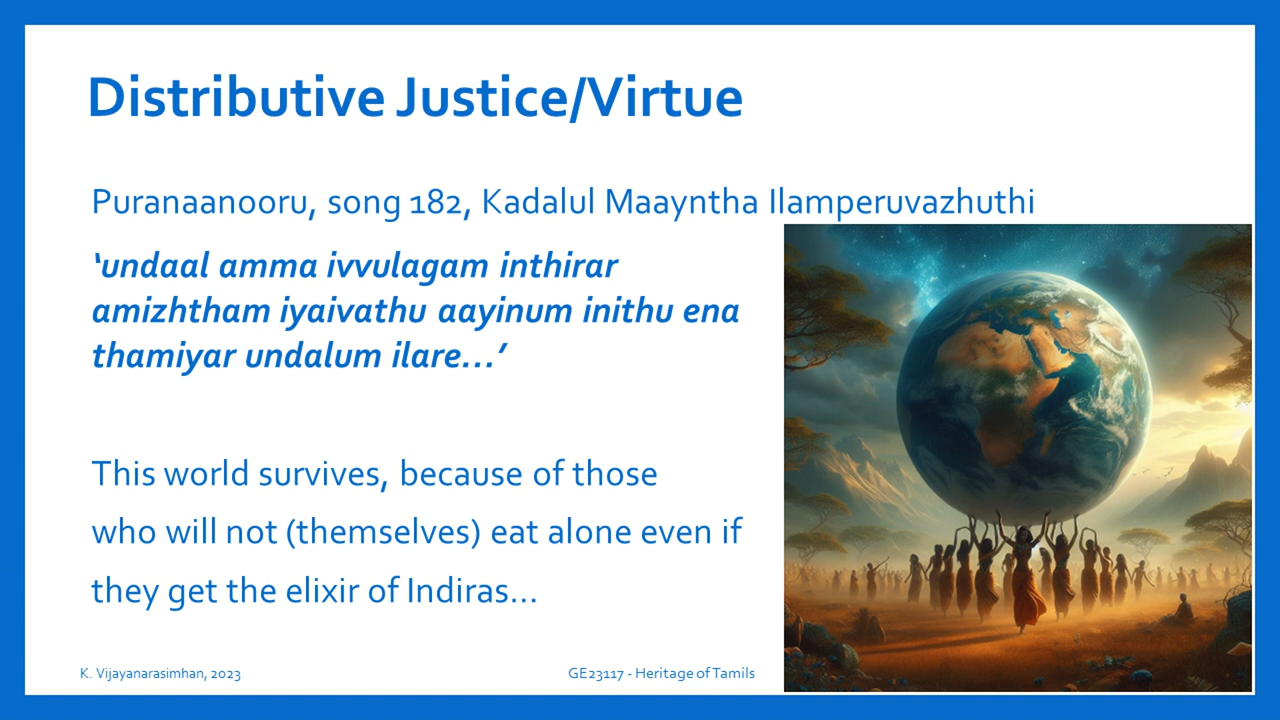 Distributive Justice/Virtue
Puranaanooru, song 182, Kadalul Maayntha Ilamperuvazhuthi
‘undaal amma ivvulagam inthirar
amizhtham iyaivathu aayinum inithu ena
thamiyar undalum ilare...’
This world survives, because of those
who will not (themselves) eat alone even if
they get the elixir of Indiras...
K. Vijayanarasimhan, 2023
GE23117 - Heritage of Tamils